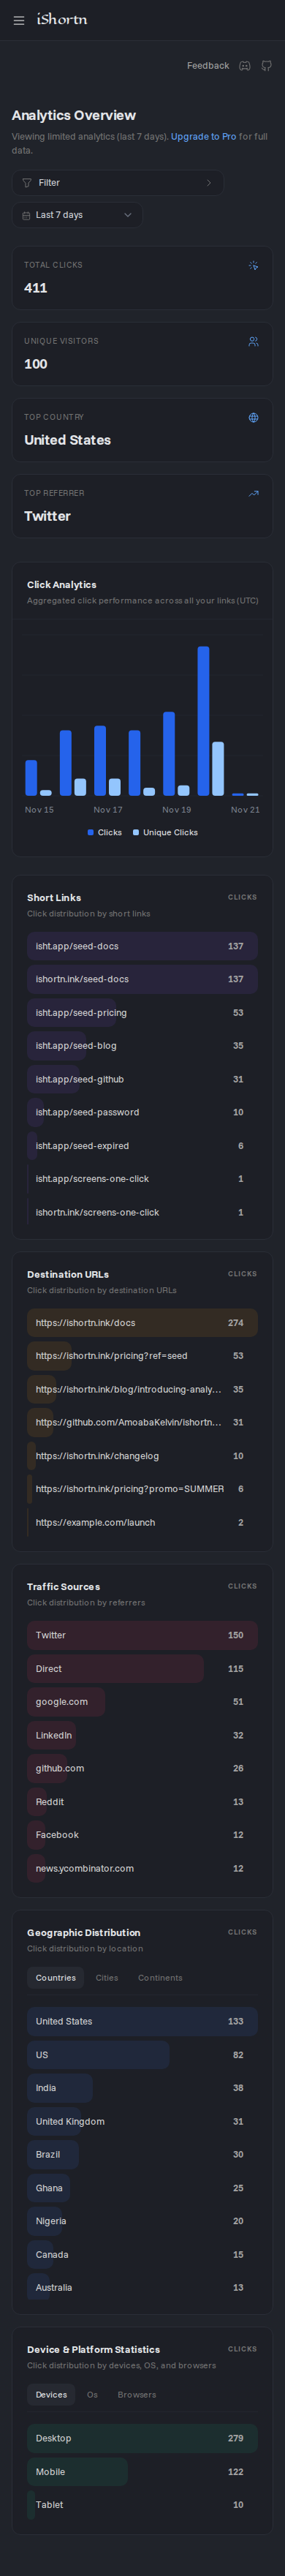 iShortn
Feedback
Analytics Overview
Viewing limited analytics (last 7 days). Upgrade to Pro for full
data.
Filter
Last 7 days
TOTAL CLICKS
411
UNIQUE VISITORS
100
TOP COUNTRY
United States
TOP REFERRER
Twitter
Click Analytics
Aggregated click performance across all your links (UTC)
Nov 15 Nov 17 Nov 19 Nov 21
Clicks Unique Clicks
Short Links CLICKS
Click distribution by short links
isht.app/seed-docs 137
ishortn.ink/seed-docs 137
isht.app/seed-pricing 53
isht.app/seed-blog 35
isht.app/seed-github 31
isht.app/seed-password 10
isht.app/seed-expired 6
isht.app/screens-one-click 1
ishortn.ink/screens-one-click 1
Destination URLs CLICKS
Click distribution by destination URLs
https://ishortn.ink/docs 274
https://ishortn.ink/pricing?ref=seed 53
https://ishortn.ink/blog/introducing-analy... 35
https://github.com/AmoabaKelvin/ishortn... 31
https://ishortn.ink/changelog 10
https://ishortn.ink/pricing?promo=SUMMER 6
https://example.com/launch 2
Traffic Sources CLICKS
Click distribution by referrers
Twitter 150
Direct 115
google.com 51
LinkedIn 32
github.com 26
Reddit 13
Facebook 12
news.ycombinator.com 12
Geographic Distribution CLICKS
Click distribution by location
Countries Cities Continents
United States 133
US 82
India 38
United Kingdom 31
Brazil 30
Ghana 25
Nigeria 20
Canada 15
Australia 13
Device & Platform Statistics CLICKS
Click distribution by devices, OS, and browsers
Devices Os Browsers
Desktop 279
Mobile 122
Tablet 10